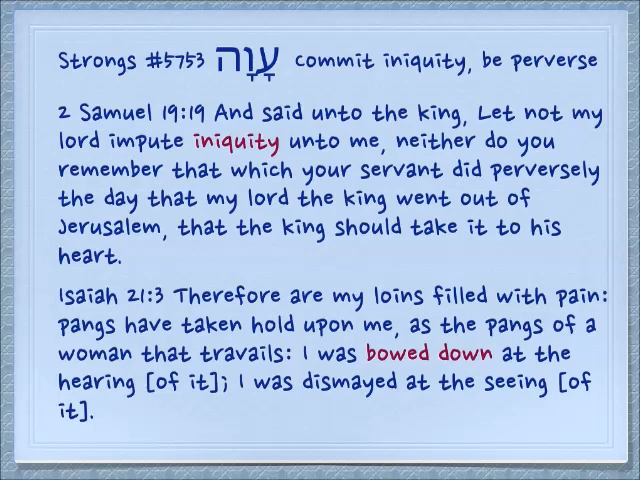 Strongs #5753 עָוָה commit iniquity, be perverse
2 Samuel 19:19 And said unto the king, Let not my
lord impute iniquity unto me, neither do you
remember that which your servant did perversely
the day that my lord the king went out of
Jerusalem, that the king should take it to his
heart.
Isaiah 21:3 Therefore are my loins filled with pain:
pangs have taken hold upon me, as the pangs of a
woman that travails: I was bowed down at the
hearing [of it]; I was dismayed at the seeing [of
it].